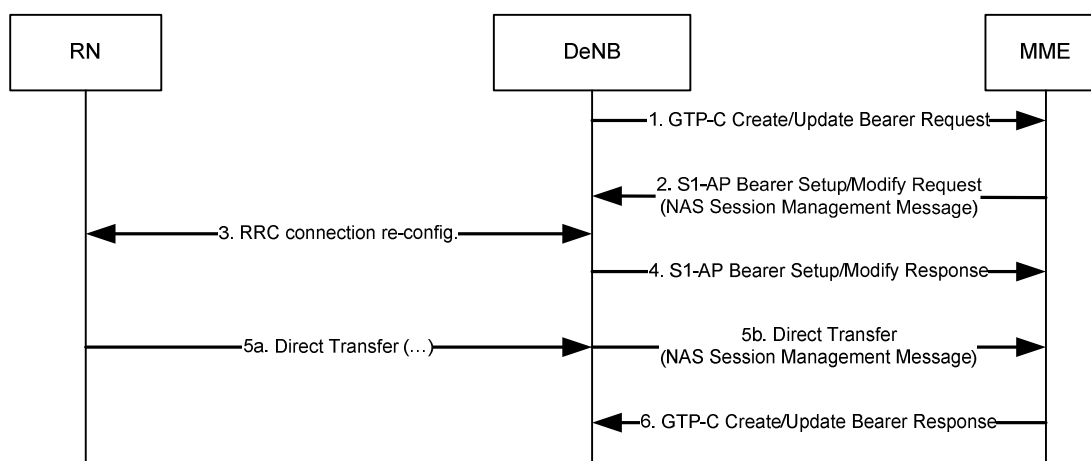 RN
DeNB
MME
1. GTP-C Create/Update Bearer Request
2. S1-AP Bearer Setup/Modify Request
(NAS Session Management Message)
3. RRC connection re-config.
4. S1-AP Bearer Setup/Modify Response
5a. Direct Transfer (…)
5b. Direct Transfer
(NAS Session Management Message)
6. GTP-C Create/Update Bearer Response